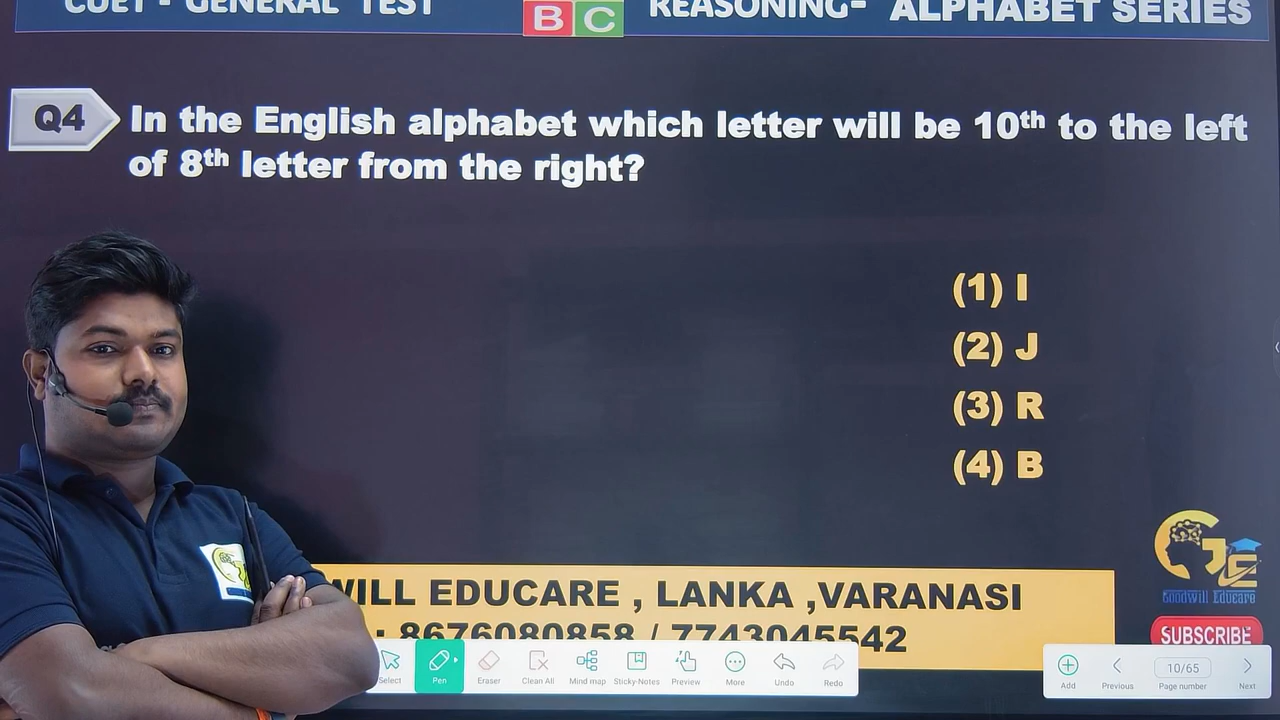 CUET - GENERAL TEST
BC
REASONING- ALPHABET SERIES
Q4
In the English alphabet which letter will be 10th to the left
of 8th letter from the right?
(1) I
(2) J
(3) R
(4) B
GE
Goodwill Educare
WILL EDUCARE , LANKA ,VARANASI
: 8676080858 / 7743045542
SUBSCRIBE
Select
Pen
Eraser
Clean All
Mind map
Sticky-Notes
Preview
More
Undo
Redo
Add
Previous
10/65
Page number
Next